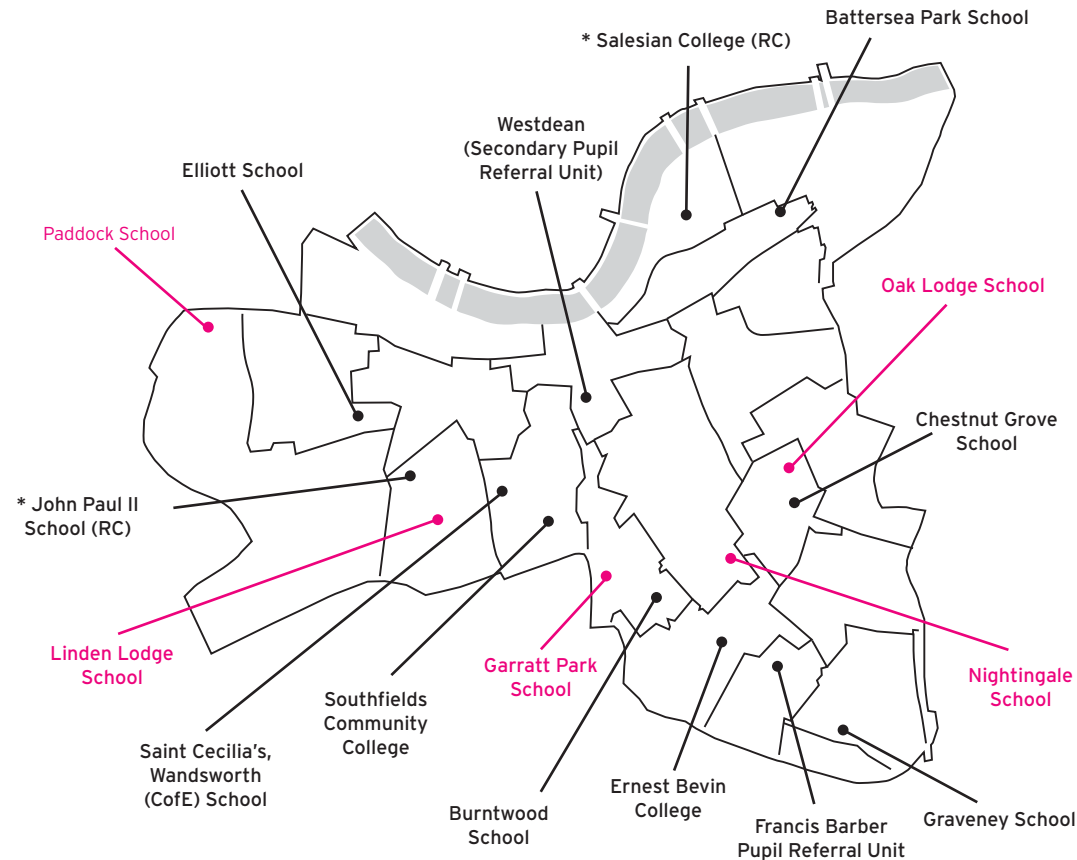 Battersea Park School
* Salesian College (RC)
Westdean
(Secondary Pupil
Referral Unit)
Elliott School
Paddock School
Oak Lodge School
Chestnut Grove
School
* John Paul II
School (RC)
Linden Lodge
School
Garratt Park
School
Nightingale
School
Southfields
Community
College
Saint Cecilia's,
Wandsworth
(CofE) School
Burntwood
School
Ernest Bevin
College
Francis Barber
Pupil Referral Unit
Graveney School